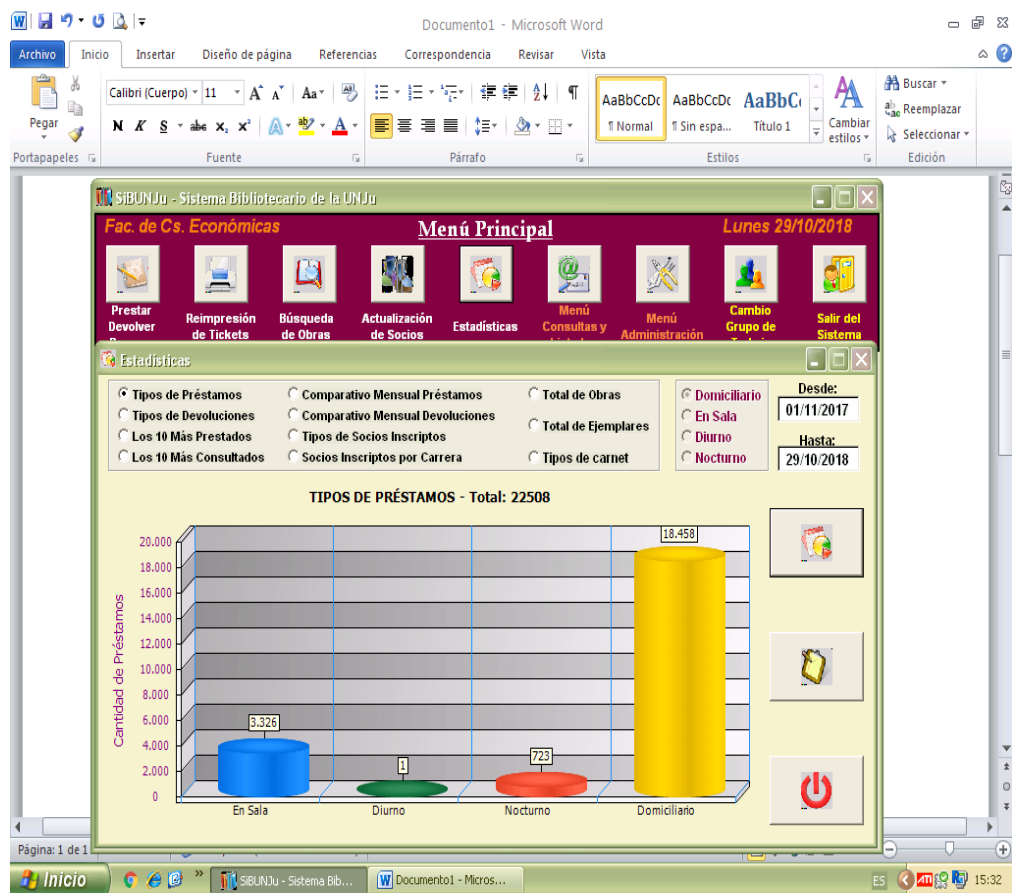 Documento1 - Microsoft Word
Archivo Inicio Insertar Diseño de página Referencias Correspondencia Revisar Vista
Pegar
Calibri (Cuerpo) 11
N K S abc x₂ x²
AaBbCcDc AaBbCcDc AaBbC
¶ Normal ¶ Sin espa... Título 1
Cambiar estilos
Buscar
Reemplazar
Seleccionar
Portapapeles Fuente Párrafo Estilos Edición
SiBUNJu - Sistema Bibliotecario de la UNJu
Fac. de Cs. Económicas Menú Principal Lunes 29/10/2018
Prestar Devolver
Reimpresión de Tickets
Búsqueda de Obras
Actualización de Socios
Estadísticas
Menú Consultas y
Menú Administración
Cambio Grupo de
Salir del Sistema
Estadísticas
Tipos de Préstamos
Tipos de Devoluciones
Los 10 Más Prestados
Los 10 Más Consultados
Comparativo Mensual Préstamos
Comparativo Mensual Devoluciones
Tipos de Socios Inscriptos
Socios Inscriptos por Carrera
Total de Obras
Total de Ejemplares
Tipos de carnet
Domiciliario
En Sala
Diurno
Nocturno
Desde:
01/11/2017
Hasta:
29/10/2018
TIPOS DE PRÉSTAMOS - Total: 22508
Cantidad de Préstamos
20.000
18.000
16.000
14.000
12.000
10.000
8.000
6.000
4.000
2.000
0
3.326
1
723
18.458
En Sala Diurno Nocturno Domiciliario
Página: 1 de 1
Inicio
SiBUNJu - Sistema Bib...
Documento1 - Micros...
ES
ATI
15:32